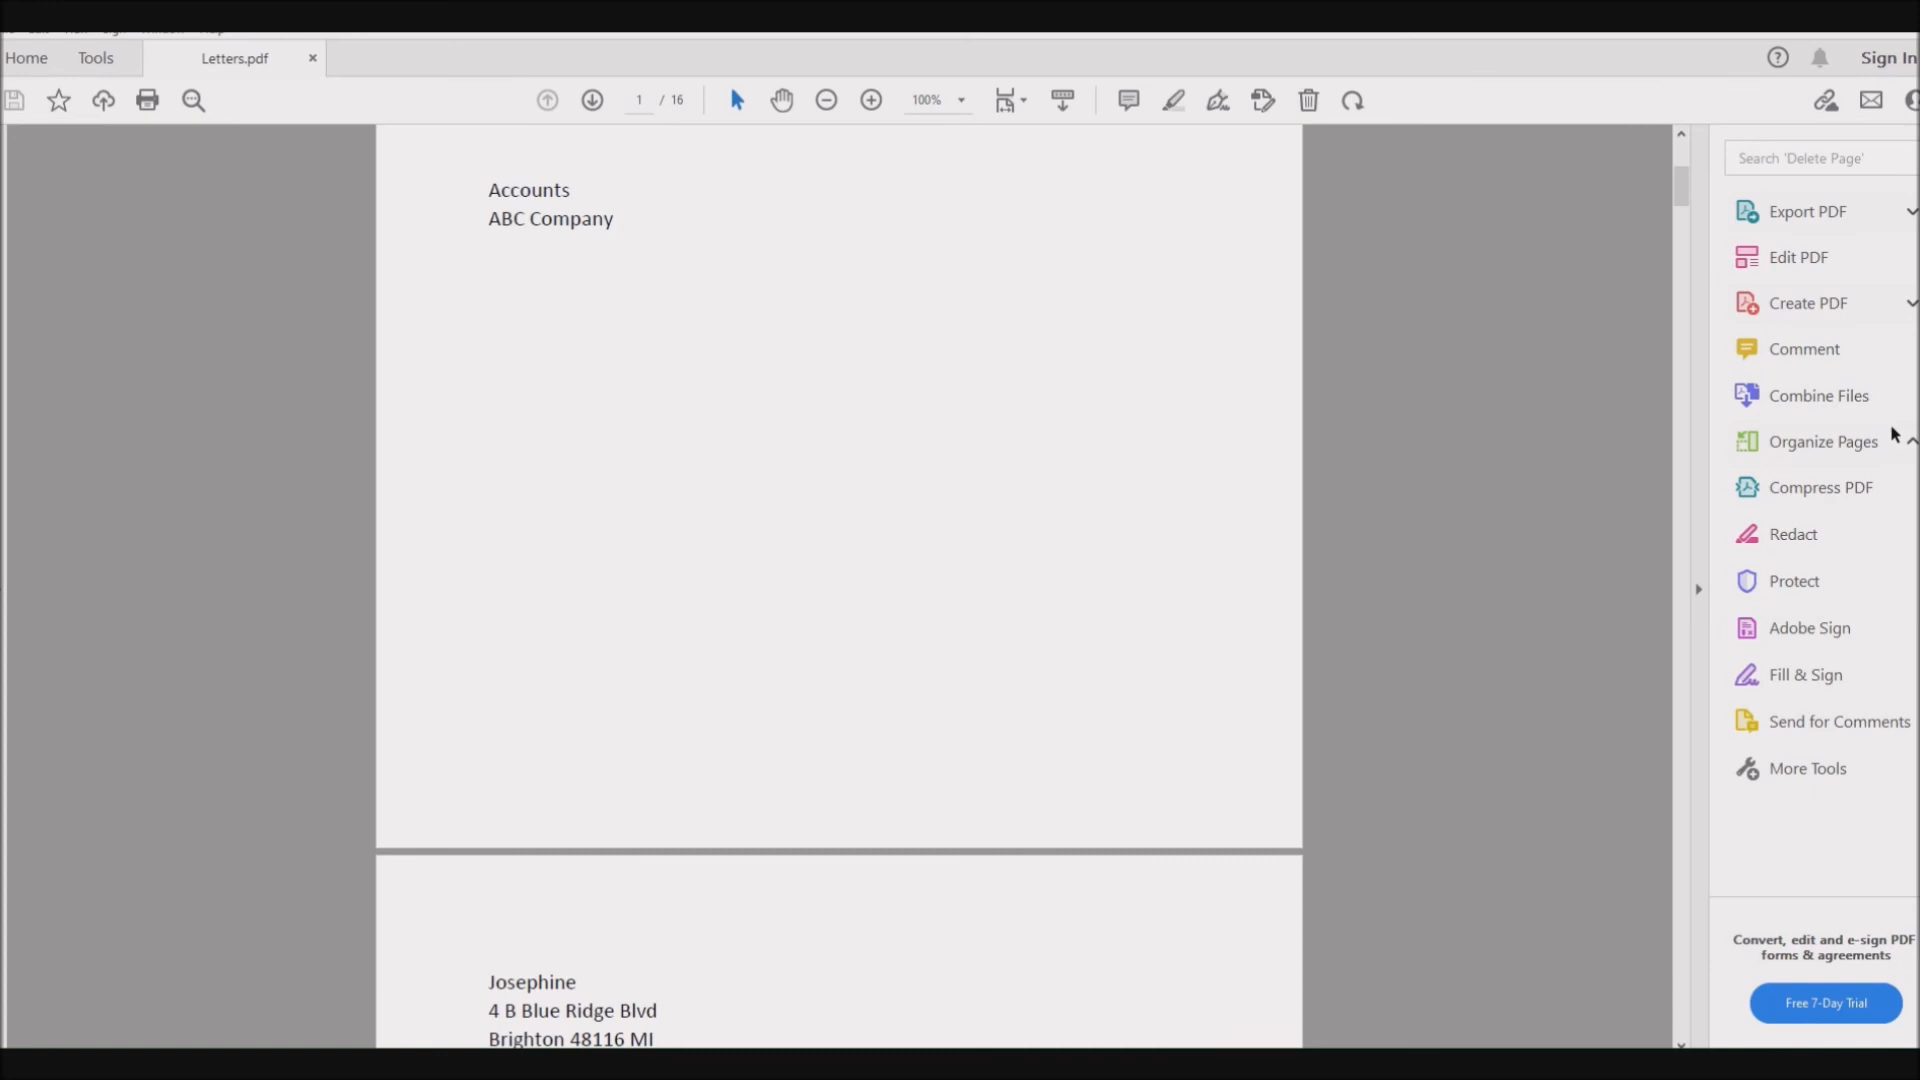 Home
Tools
Letters.pdf
Sign In
1 / 16
100%
Search 'Delete Page'
Accounts
ABC Company
Export PDF
Edit PDF
Create PDF
Comment
Combine Files
Organize Pages
Compress PDF
Redact
Protect
Adobe Sign
Fill & Sign
Send for Comments
More Tools
Convert, edit and e-sign PDF
forms & agreements
Free 7-Day Trial
Josephine
4 B Blue Ridge Blvd
Brighton 48116 MI